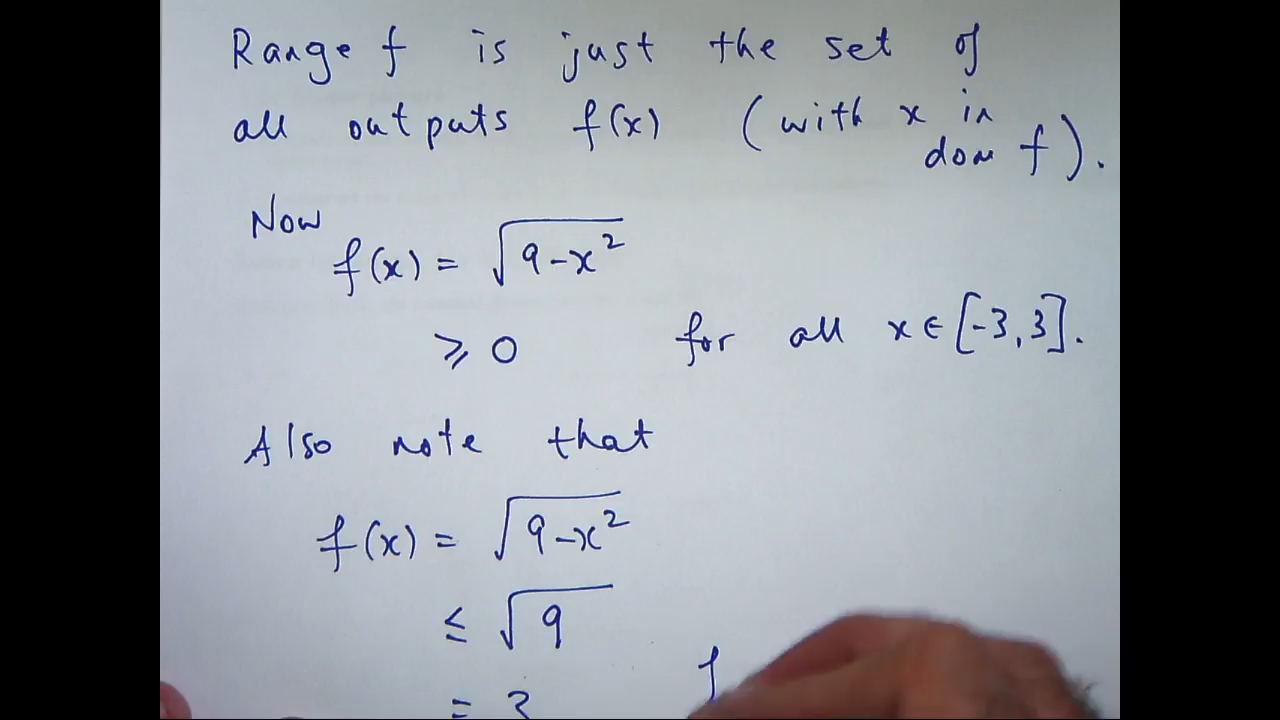 Range f is just the set of
all outputs f(x) (with x in
dom f).
Now
f(x) = √(9-x²)
≥ 0 for all x ∈ [-3,3].
Also note that
f(x) = √(9-x²)
≤ √9
= 3